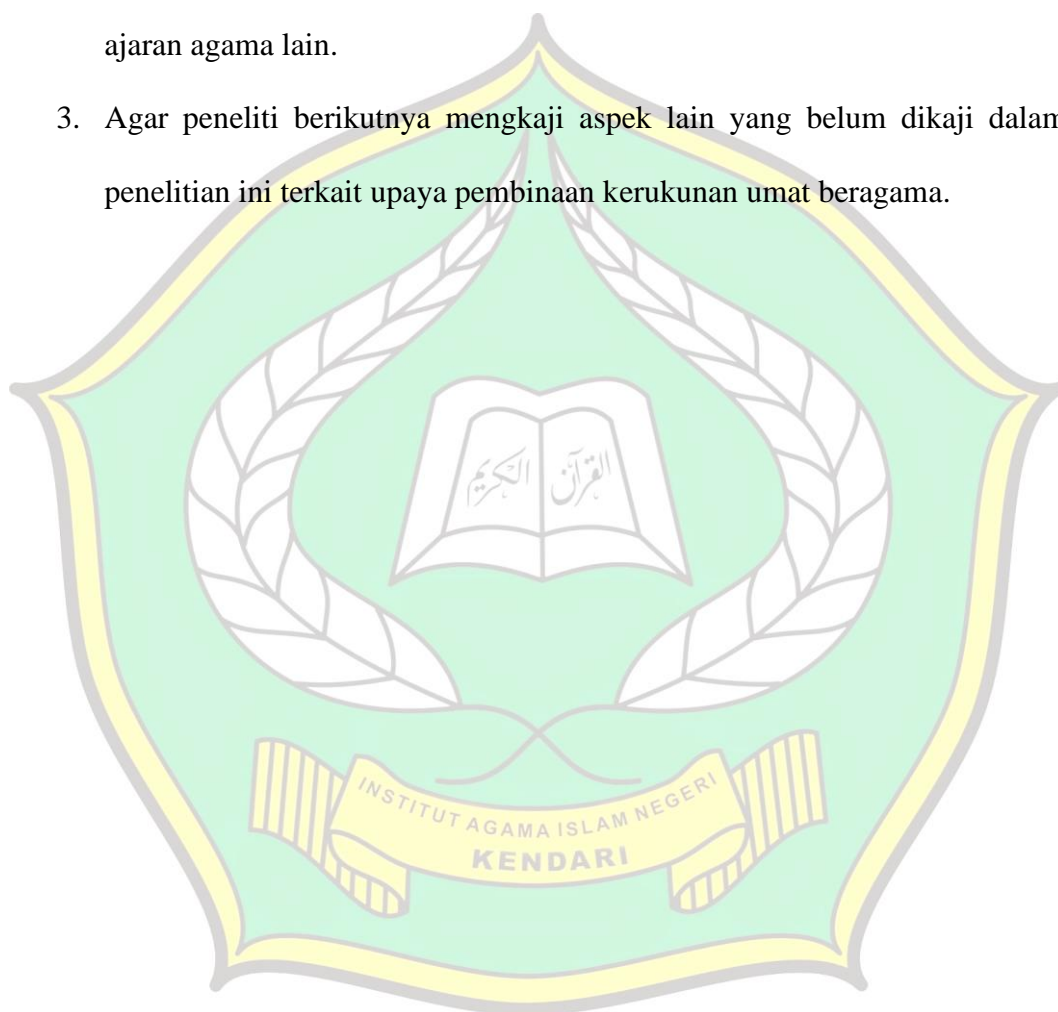 ajaran agama lain.
3. Agar peneliti berikutnya mengkaji aspek lain yang belum dikaji dalam
penelitian ini terkait upaya pembinaan kerukunan umat beragama.
القرآن الكريم
INSTITUT AGAMA ISLAM NEGERI
KENDARI